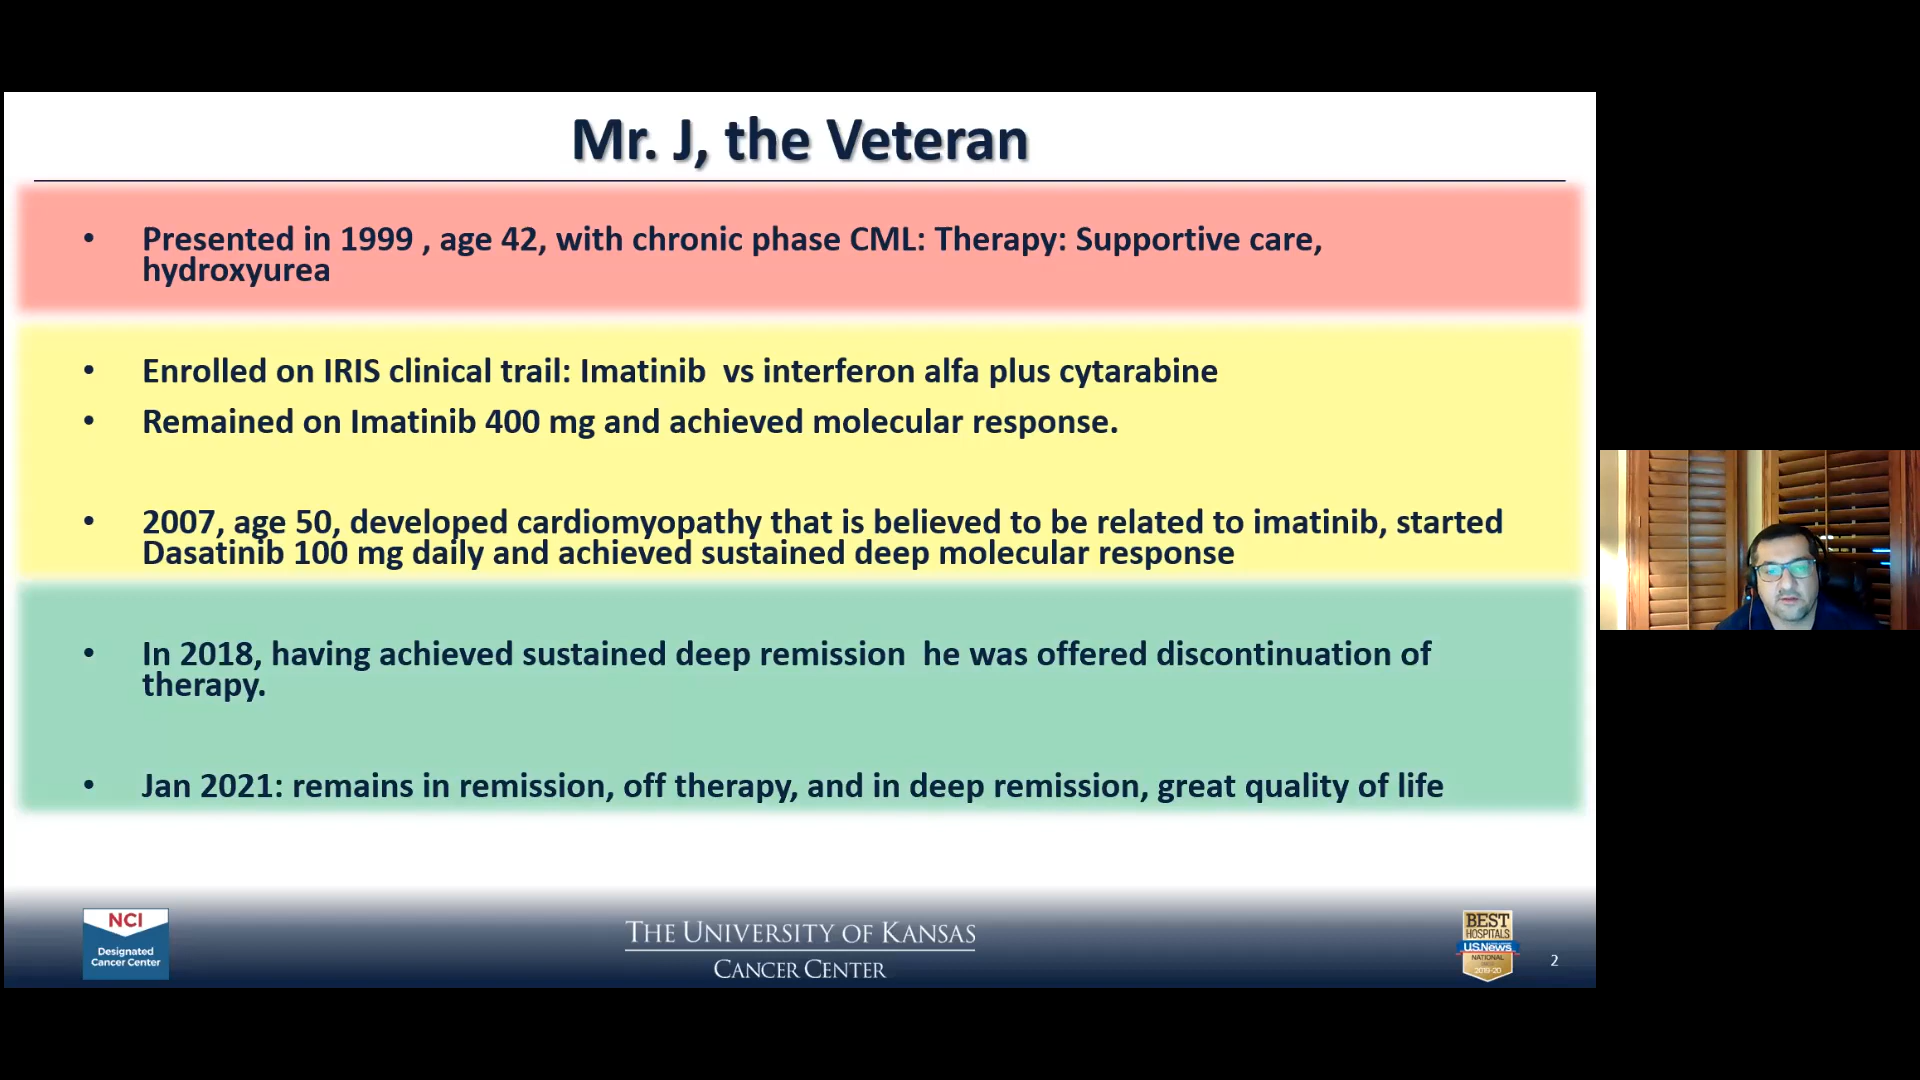 Mr. J, the Veteran
• Presented in 1999 , age 42, with chronic phase CML: Therapy: Supportive care,
hydroxyurea
• Enrolled on IRIS clinical trail: Imatinib  vs interferon alfa plus cytarabine
• Remained on Imatinib 400 mg and achieved molecular response.
• 2007, age 50, developed cardiomyopathy that is believed to be related to imatinib, started
Dasatinib 100 mg daily and achieved sustained deep molecular response
• In 2018, having achieved sustained deep remission  he was offered discontinuation of
therapy.
• Jan 2021: remains in remission, off therapy, and in deep remission, great quality of life
NCI
Designated
Cancer Center
THE UNIVERSITY OF KANSAS
CANCER CENTER
BEST
HOSPITALS
U.S.News
NATIONAL
2019-20
2